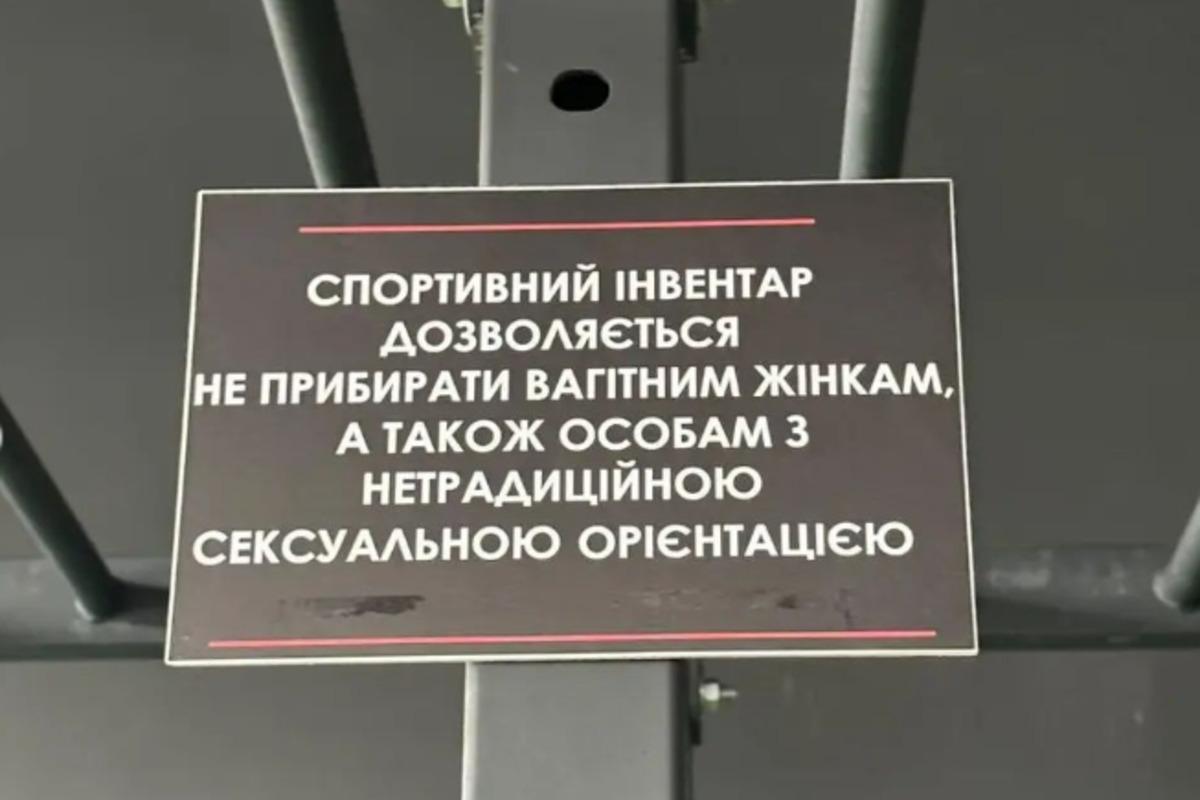 СПОРТИВНИЙ ІНВЕНТАР
ДОЗВОЛЯЄТЬСЯ
НЕ ПРИБИРАТИ ВАГІТНИМ ЖІНКАМ,
А ТАКОЖ ОСОБАМ З
НЕТРАДИЦІЙНОЮ
СЕКСУАЛЬНОЮ ОРІЄНТАЦІЄЮ